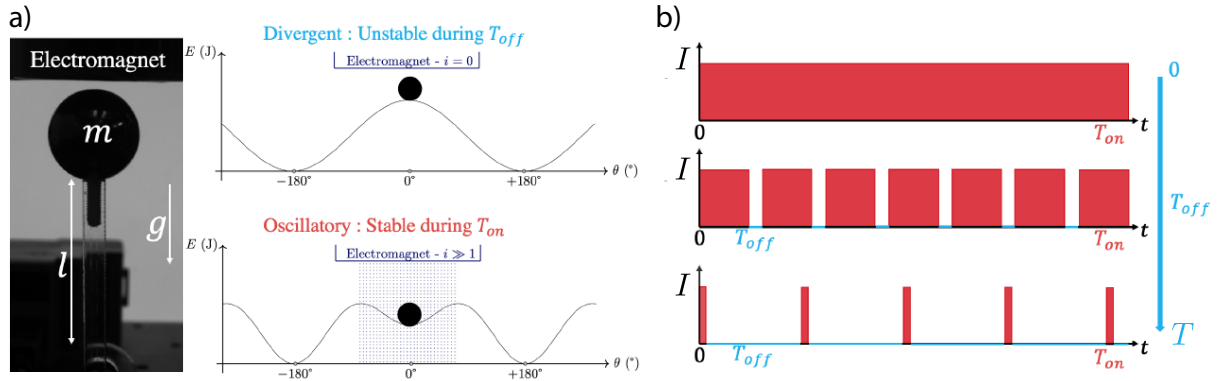 a)
Electromagnet
m
l
g
Divergent : Unstable during T_off
E (J)
Electromagnet - i = 0
−180°
0°
+180°
θ (°)
Oscillatory : Stable during T_on
E (J)
Electromagnet - i ≫ 1
−180°
0°
+180°
θ (°)
b)
I
0
T_on
t
0
I
T_off
0
T_off
T_on
t
I
0
T_off
T_on
t
T